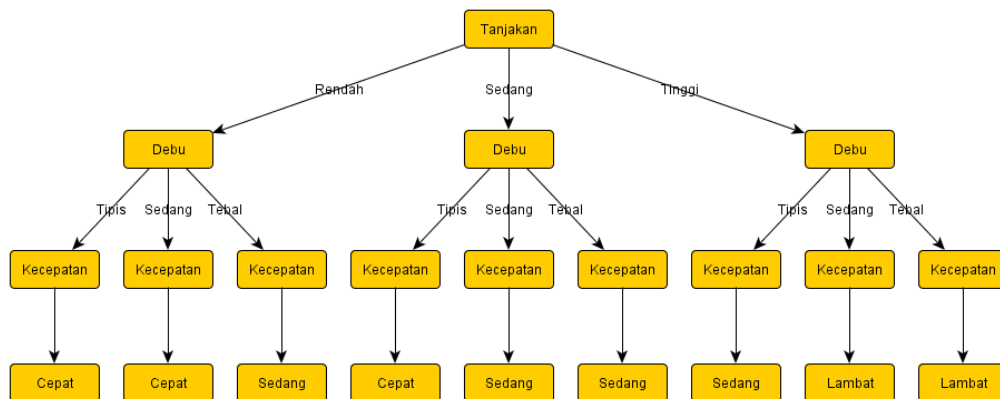 Tanjakan
Rendah Sedang Tinggi
Debu Debu Debu
Tipis Sedang Tebal Tipis Sedang Tebal Tipis Sedang Tebal
Kecepatan Kecepatan Kecepatan Kecepatan Kecepatan Kecepatan Kecepatan Kecepatan Kecepatan
Cepat Cepat Sedang Cepat Sedang Sedang Sedang Lambat Lambat